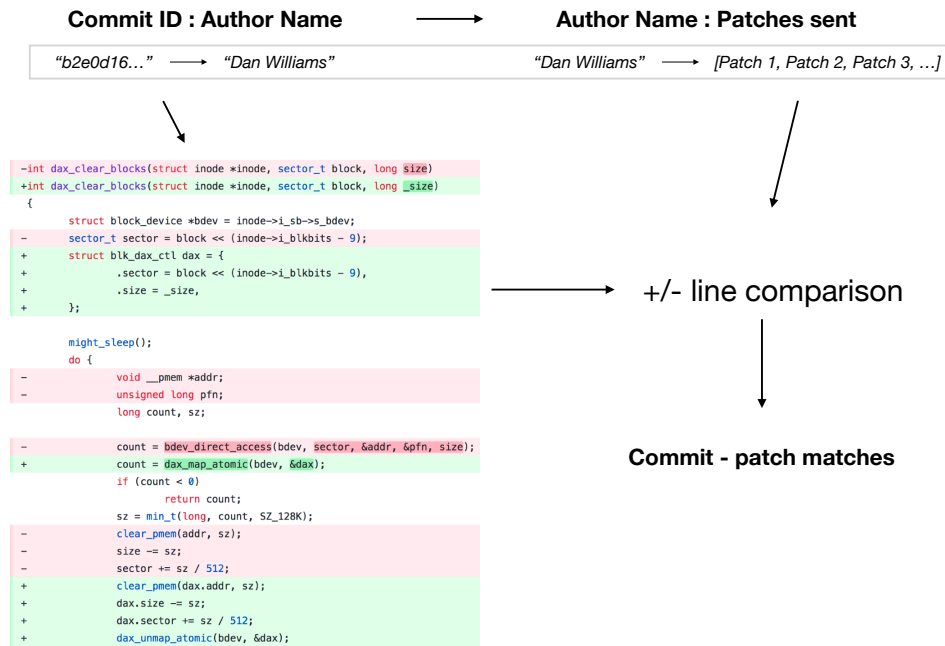 Commit ID : Author Name
Author Name : Patches sent
“b2e0d16…”
“Dan Williams”
“Dan Williams”
[Patch 1, Patch 2, Patch 3, …]
-int dax_clear_blocks(struct inode *inode, sector_t block, long size)
+int dax_clear_blocks(struct inode *inode, sector_t block, long _size)
{
struct block_device *bdev = inode->i_sb->s_bdev;
- sector_t sector = block << (inode->i_blkbits - 9);
+ struct blk_dax_ctl dax = {
+ .sector = block << (inode->i_blkbits - 9),
+ .size = _size,
+ };
might_sleep();
do {
- void __pmem *addr;
- unsigned long pfn;
long count, sz;
- count = bdev_direct_access(bdev, sector, &addr, &pfn, size);
+ count = dax_map_atomic(bdev, &dax);
if (count < 0)
return count;
sz = min_t(long, count, SZ_128K);
- clear_pmem(addr, sz);
- size -= sz;
- sector += sz / 512;
+ clear_pmem(dax.addr, sz);
+ dax.size -= sz;
+ dax.sector += sz / 512;
+ dax_unmap_atomic(bdev, &dax);
+/- line comparison
Commit - patch matches